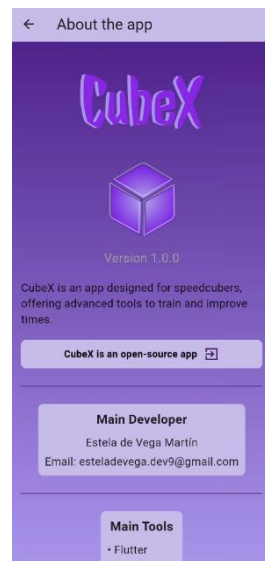 ← About the app
CubeX
Version 1.0.0
CubeX is an app designed for speedcubers,
offering advanced tools to train and improve
times.
CubeX is an open-source app
Main Developer
Estela de Vega Martín
Email: esteladevega.dev9@gmail.com
Main Tools
• Flutter